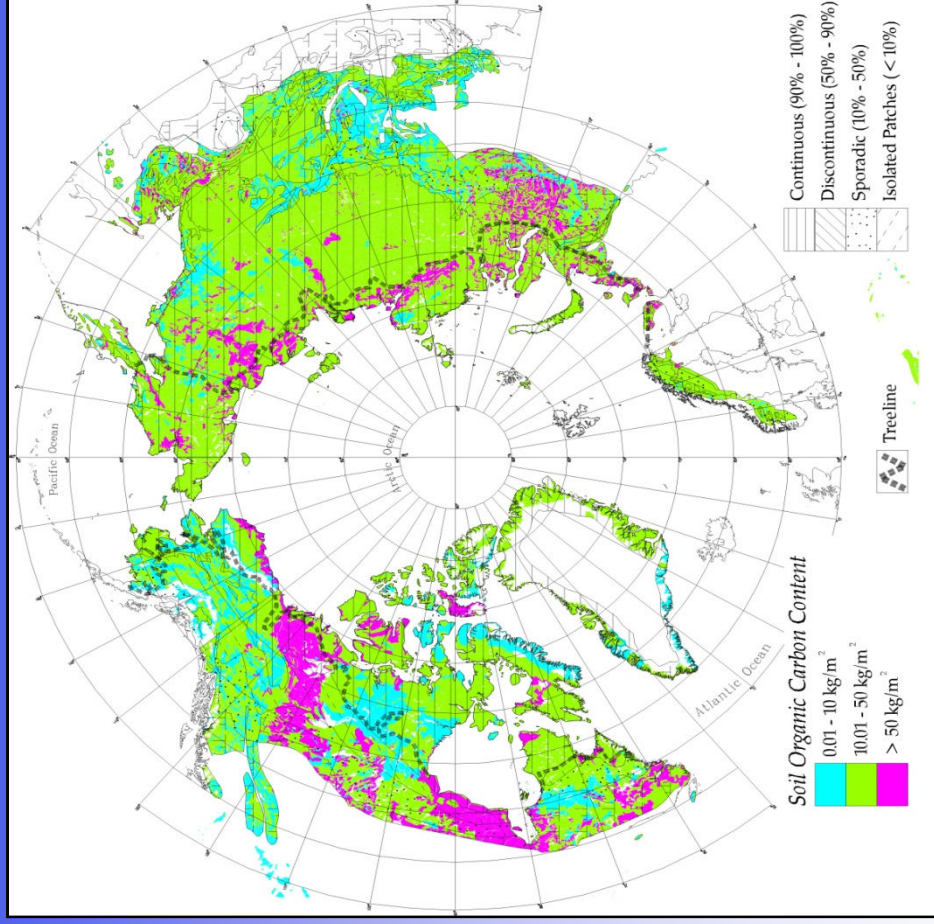 Pacific Ocean
Arctic Ocean
Atlantic Ocean
Soil Organic Carbon Content
0.01 - 10 kg/m²
10.01 - 50 kg/m²
> 50 kg/m²
Treeline
Continuous (90% - 100%)
Discontinuous (50% - 90%)
Sporadic (10% - 50%)
Isolated Patches (< 10%)